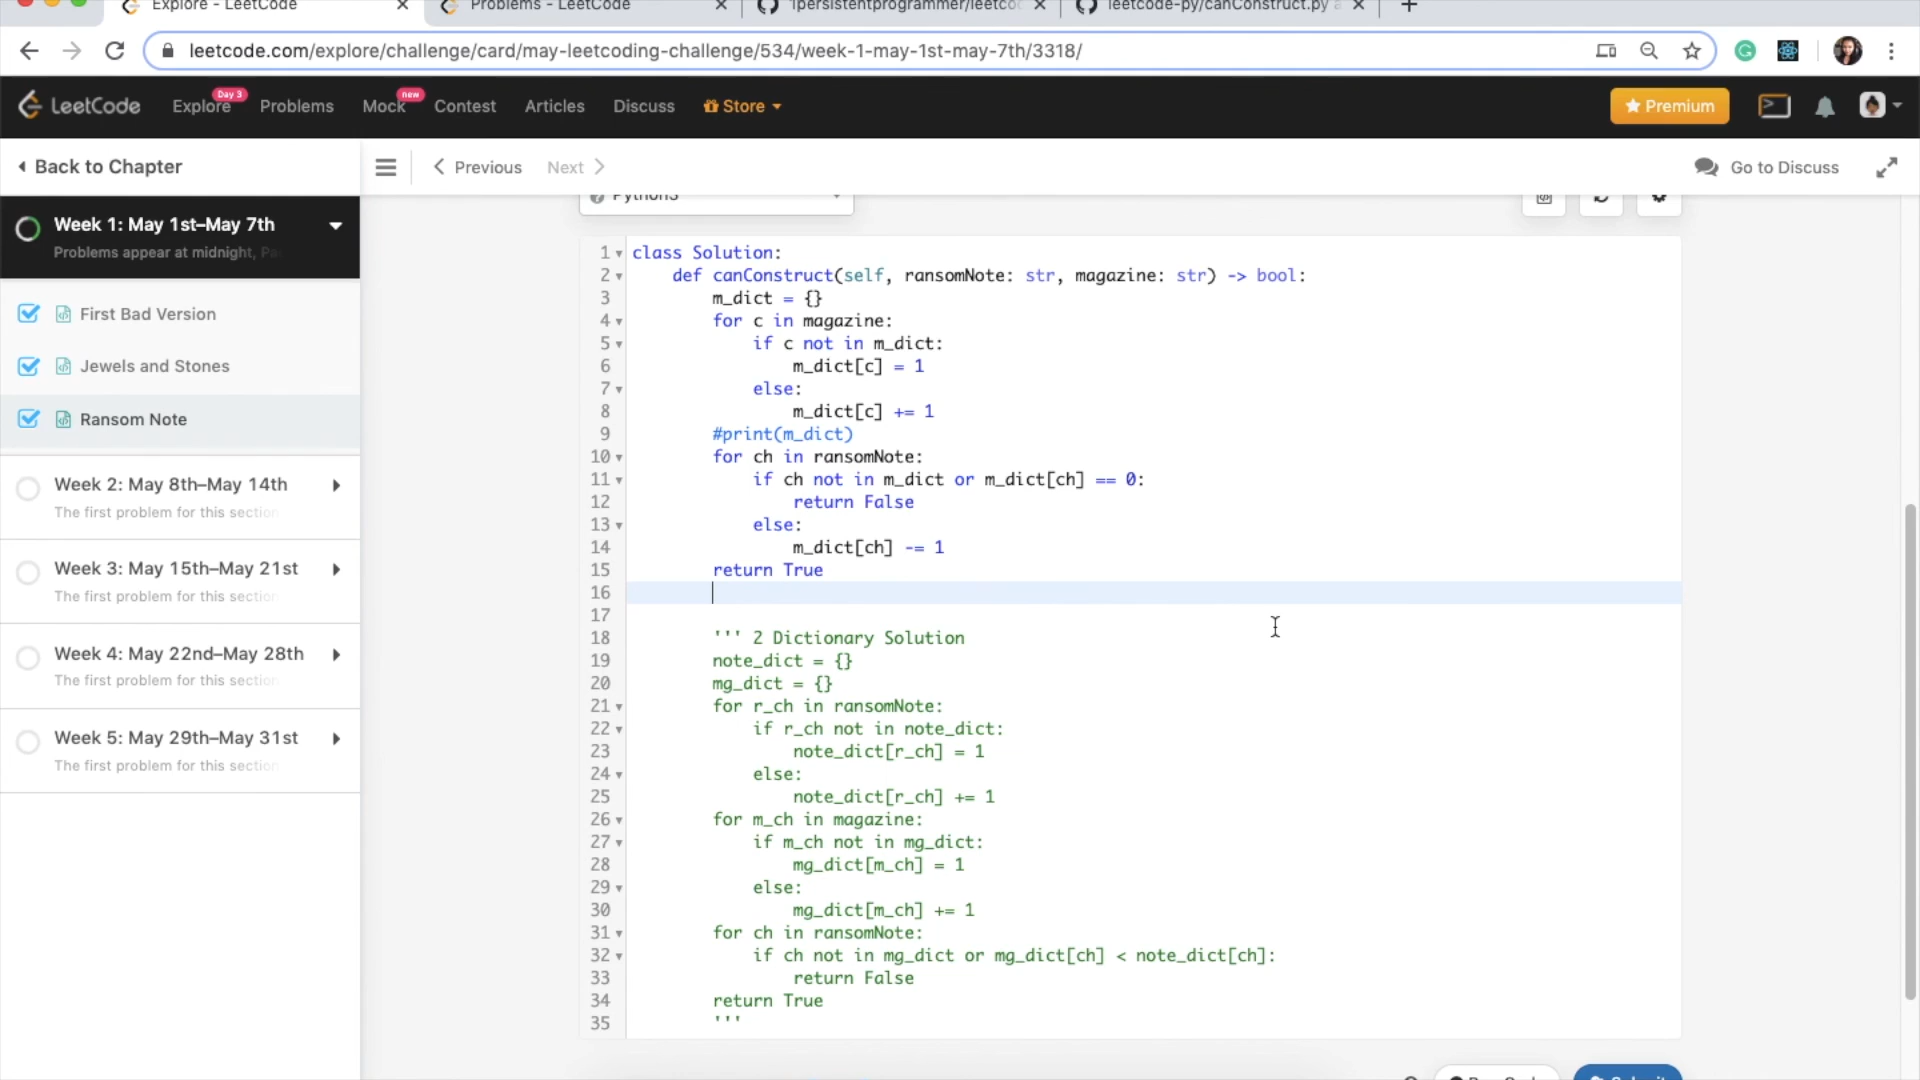 Explore - LeetCode
Problems - LeetCode
1persistentprogrammer/leetco
leetcode-py/canConstruct.py a
leetcode.com/explore/challenge/card/may-leetcoding-challenge/534/week-1-may-1st-may-7th/3318/
LeetCode
Explore
Day 3
Problems
Mock
new
Contest
Articles
Discuss
Store
Premium
Back to Chapter
Previous
Next
Go to Discuss
Week 1: May 1st–May 7th
Problems appear at midnight, Pa
First Bad Version
Jewels and Stones
Ransom Note
Week 2: May 8th–May 14th
The first problem for this section
Week 3: May 15th–May 21st
The first problem for this section
Week 4: May 22nd–May 28th
The first problem for this section
Week 5: May 29th–May 31st
The first problem for this section
Python3
1 class Solution:
2 def canConstruct(self, ransomNote: str, magazine: str) -> bool:
3 m_dict = {}
4 for c in magazine:
5 if c not in m_dict:
6 m_dict[c] = 1
7 else:
8 m_dict[c] += 1
9 #print(m_dict)
10 for ch in ransomNote:
11 if ch not in m_dict or m_dict[ch] == 0:
12 return False
13 else:
14 m_dict[ch] -= 1
15 return True
16
17
18 ''' 2 Dictionary Solution
19 note_dict = {}
20 mg_dict = {}
21 for r_ch in ransomNote:
22 if r_ch not in note_dict:
23 note_dict[r_ch] = 1
24 else:
25 note_dict[r_ch] += 1
26 for m_ch in magazine:
27 if m_ch not in mg_dict:
28 mg_dict[m_ch] = 1
29 else:
30 mg_dict[m_ch] += 1
31 for ch in ransomNote:
32 if ch not in mg_dict or mg_dict[ch] < note_dict[ch]:
33 return False
34 return True
35 '''